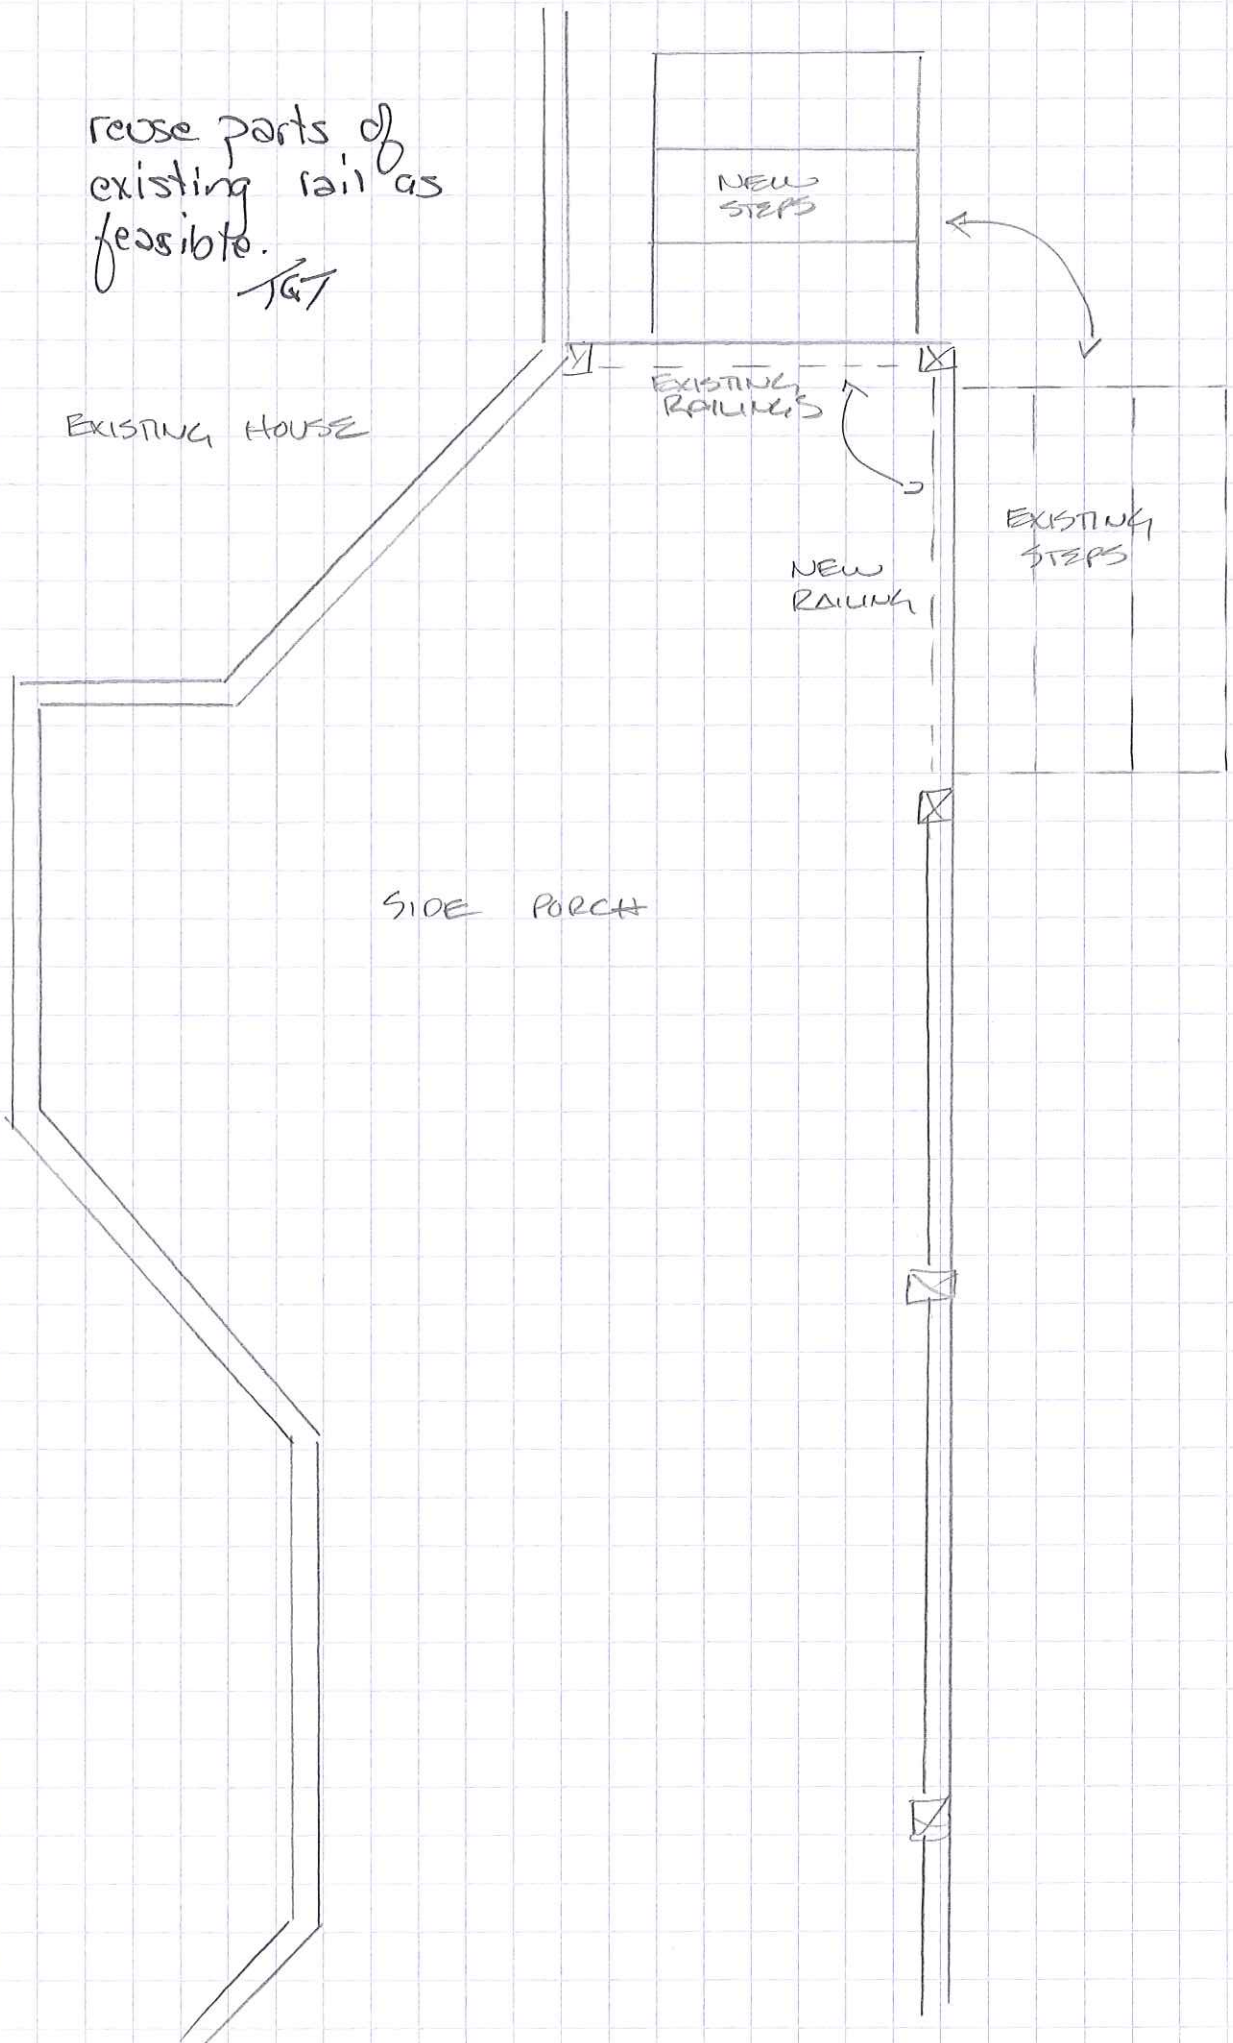 reuse parts of
existing rail as
feasible.
TGT
NEW
STEPS
EXISTING
RAILINGS
EXISTING HOUSE
EXISTING
STEPS
NEW
RAILING
SIDE PORCH